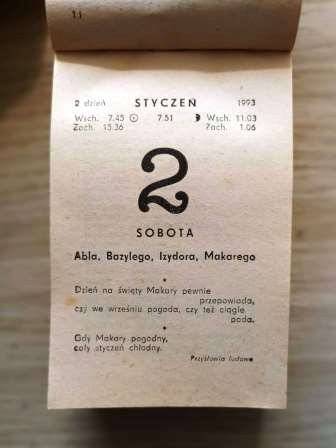 11
2 dzień STYCZEŃ 1993
Wsch. 7.45 7.51 Wsch. 11.03
Zach. 15.36 Zach. 1.06
2
SOBOTA
Abla, Bazylego, Izydora, Makarego
Dzień na święty Makary pewnie
przepowiada,
czy we wrześniu pogoda, czy też ciągle
pada.
Gdy Makary pogodny,
cały styczeń chłodny.
Przysłowia ludowe